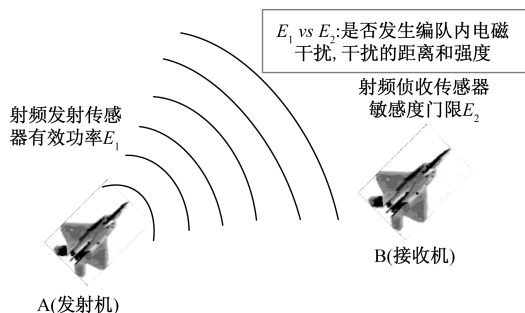 E₁ vs E₂:是否发生编队内电磁
干扰,干扰的距离和强度
射频侦收传感器
敏感度门限E₂
射频发射传感
器有效功率E₁
B(接收机)
A(发射机)